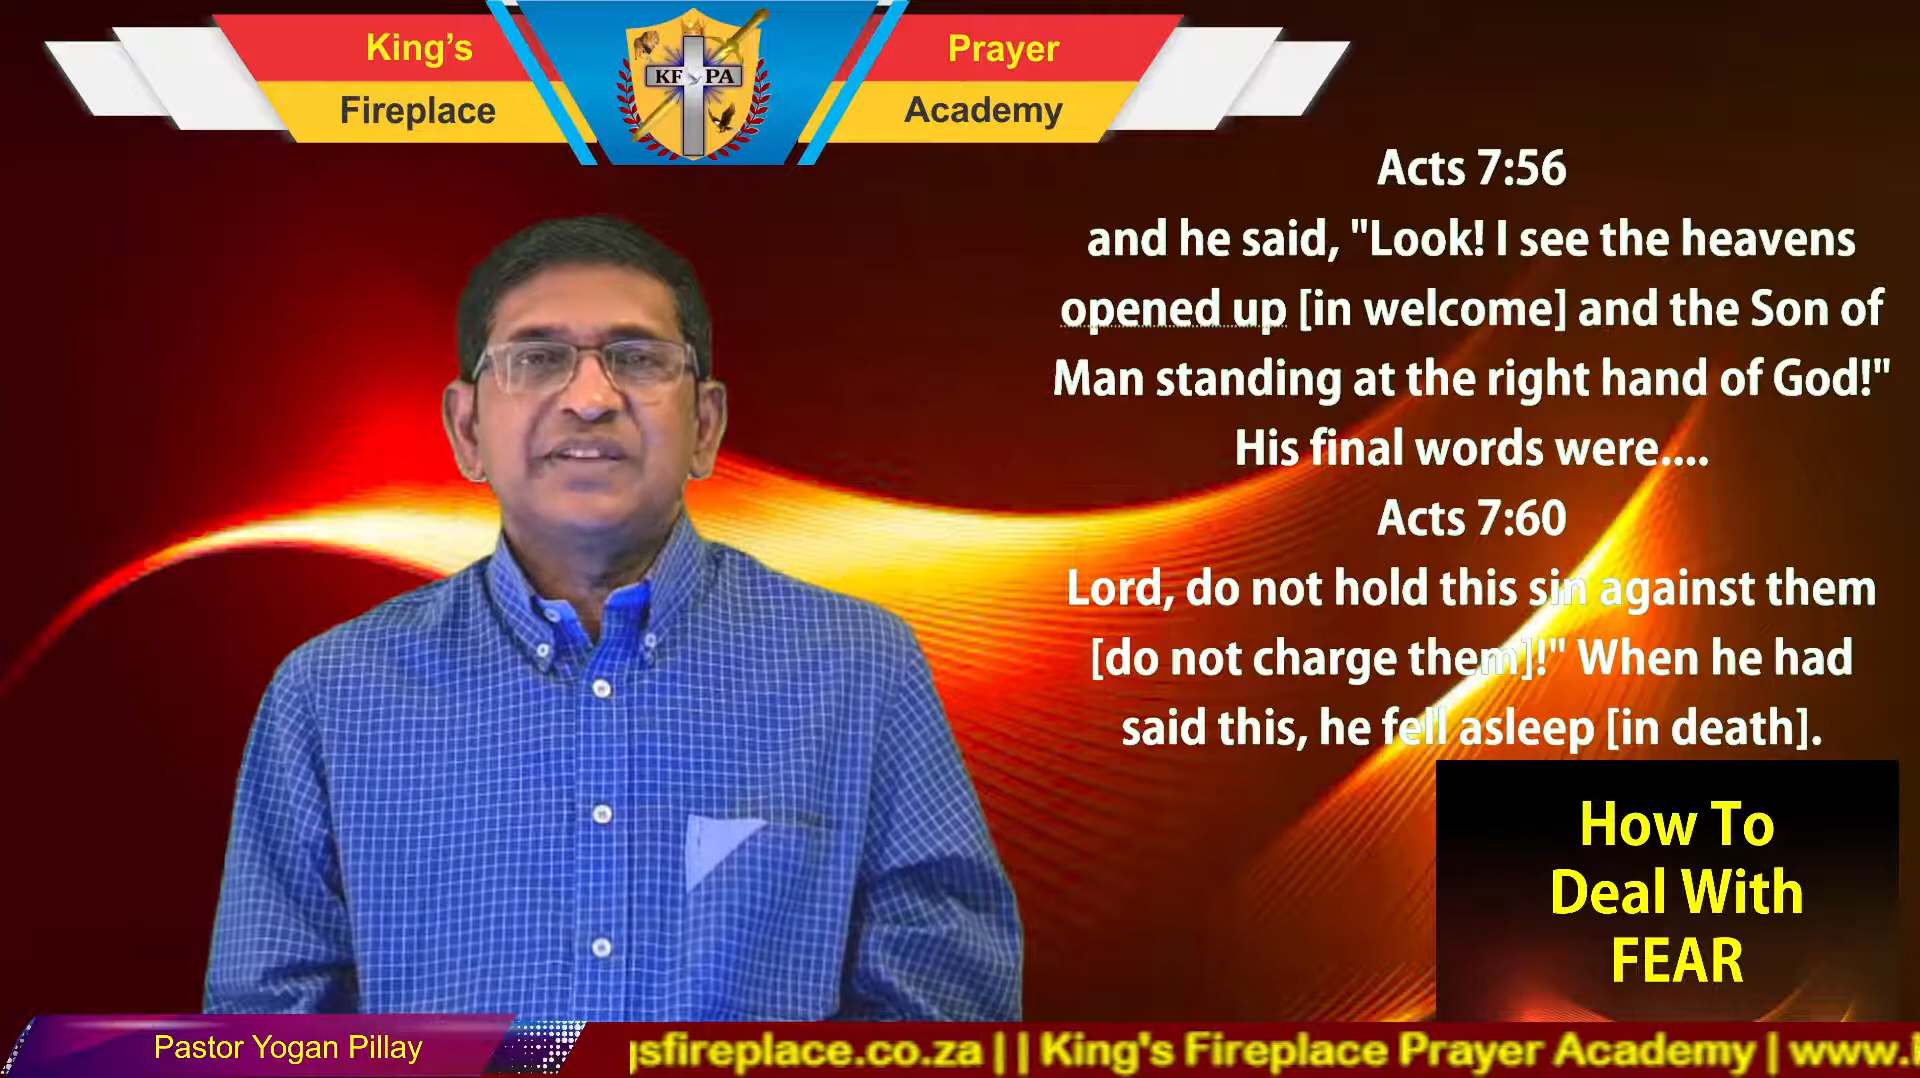 King's
Fireplace
KF PA
Prayer
Academy
Acts 7:56
and he said, "Look! I see the heavens
opened up [in welcome] and the Son of
Man standing at the right hand of God!"
His final words were....
Acts 7:60
Lord, do not hold this sin against them
[do not charge them]!" When he had
said this, he fell asleep [in death].
How To
Deal With
FEAR
Pastor Yogan Pillay
gsfireplace.co.za || King's Fireplace Prayer Academy | www.